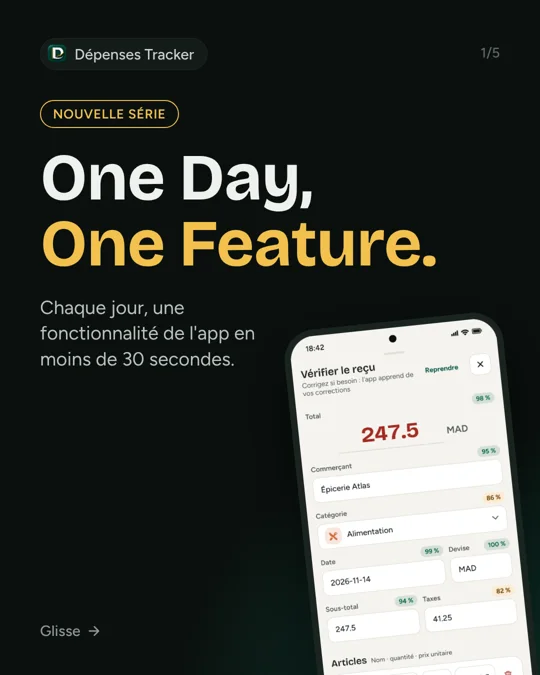 Dépenses Tracker
1/5
NOUVELLE SÉRIE
One Day,
One Feature.
Chaque jour, une
fonctionnalité de l'app en
moins de 30 secondes.
18:42
Vérifier le reçu
Corrigez si besoin : l'app apprend de
vos corrections
Reprendre
Total
98 %
247.5
MAD
Commerçant
95 %
Épicerie Atlas
Catégorie
86 %
Alimentation
Date
99 %
Devise
100 %
2026-11-14
MAD
Sous-total
94 %
Taxes
82 %
247.5
41.25
Articles
Nom · quantité · prix unitaire
Glisse →